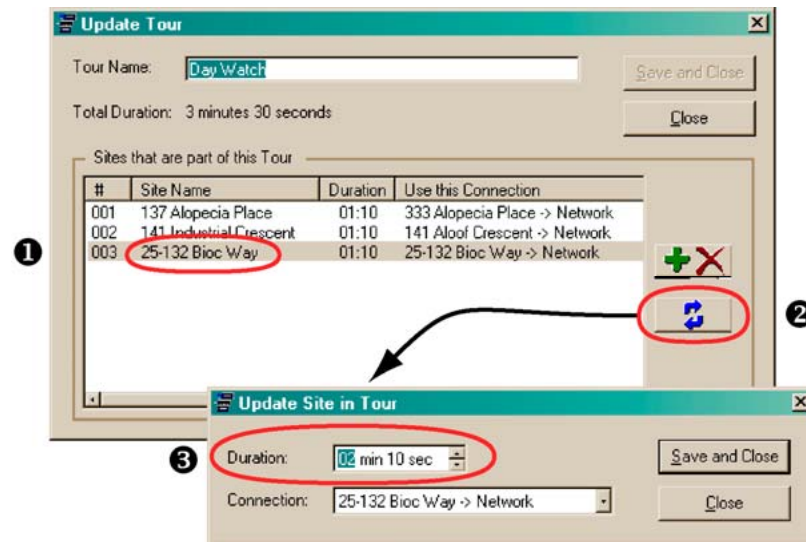 Update Tour
Tour Name: Day Watch
Save and Close
Total Duration: 3 minutes 30 seconds
Close
Sites that are part of this Tour
# Site Name Duration Use this Connection
001 137 Alopecia Place 01:10 333 Alopecia Place -> Network
002 141 Industrial Crescent 01:10 141 Aloof Crescent -> Network
❶ 003 25-132 Bioc Way 01:10 25-132 Bioc Way -> Network
❷
Update Site in Tour
❸ Duration: 02 min 10 sec
Save and Close
Connection: 25-132 Bioc Way -> Network
Close